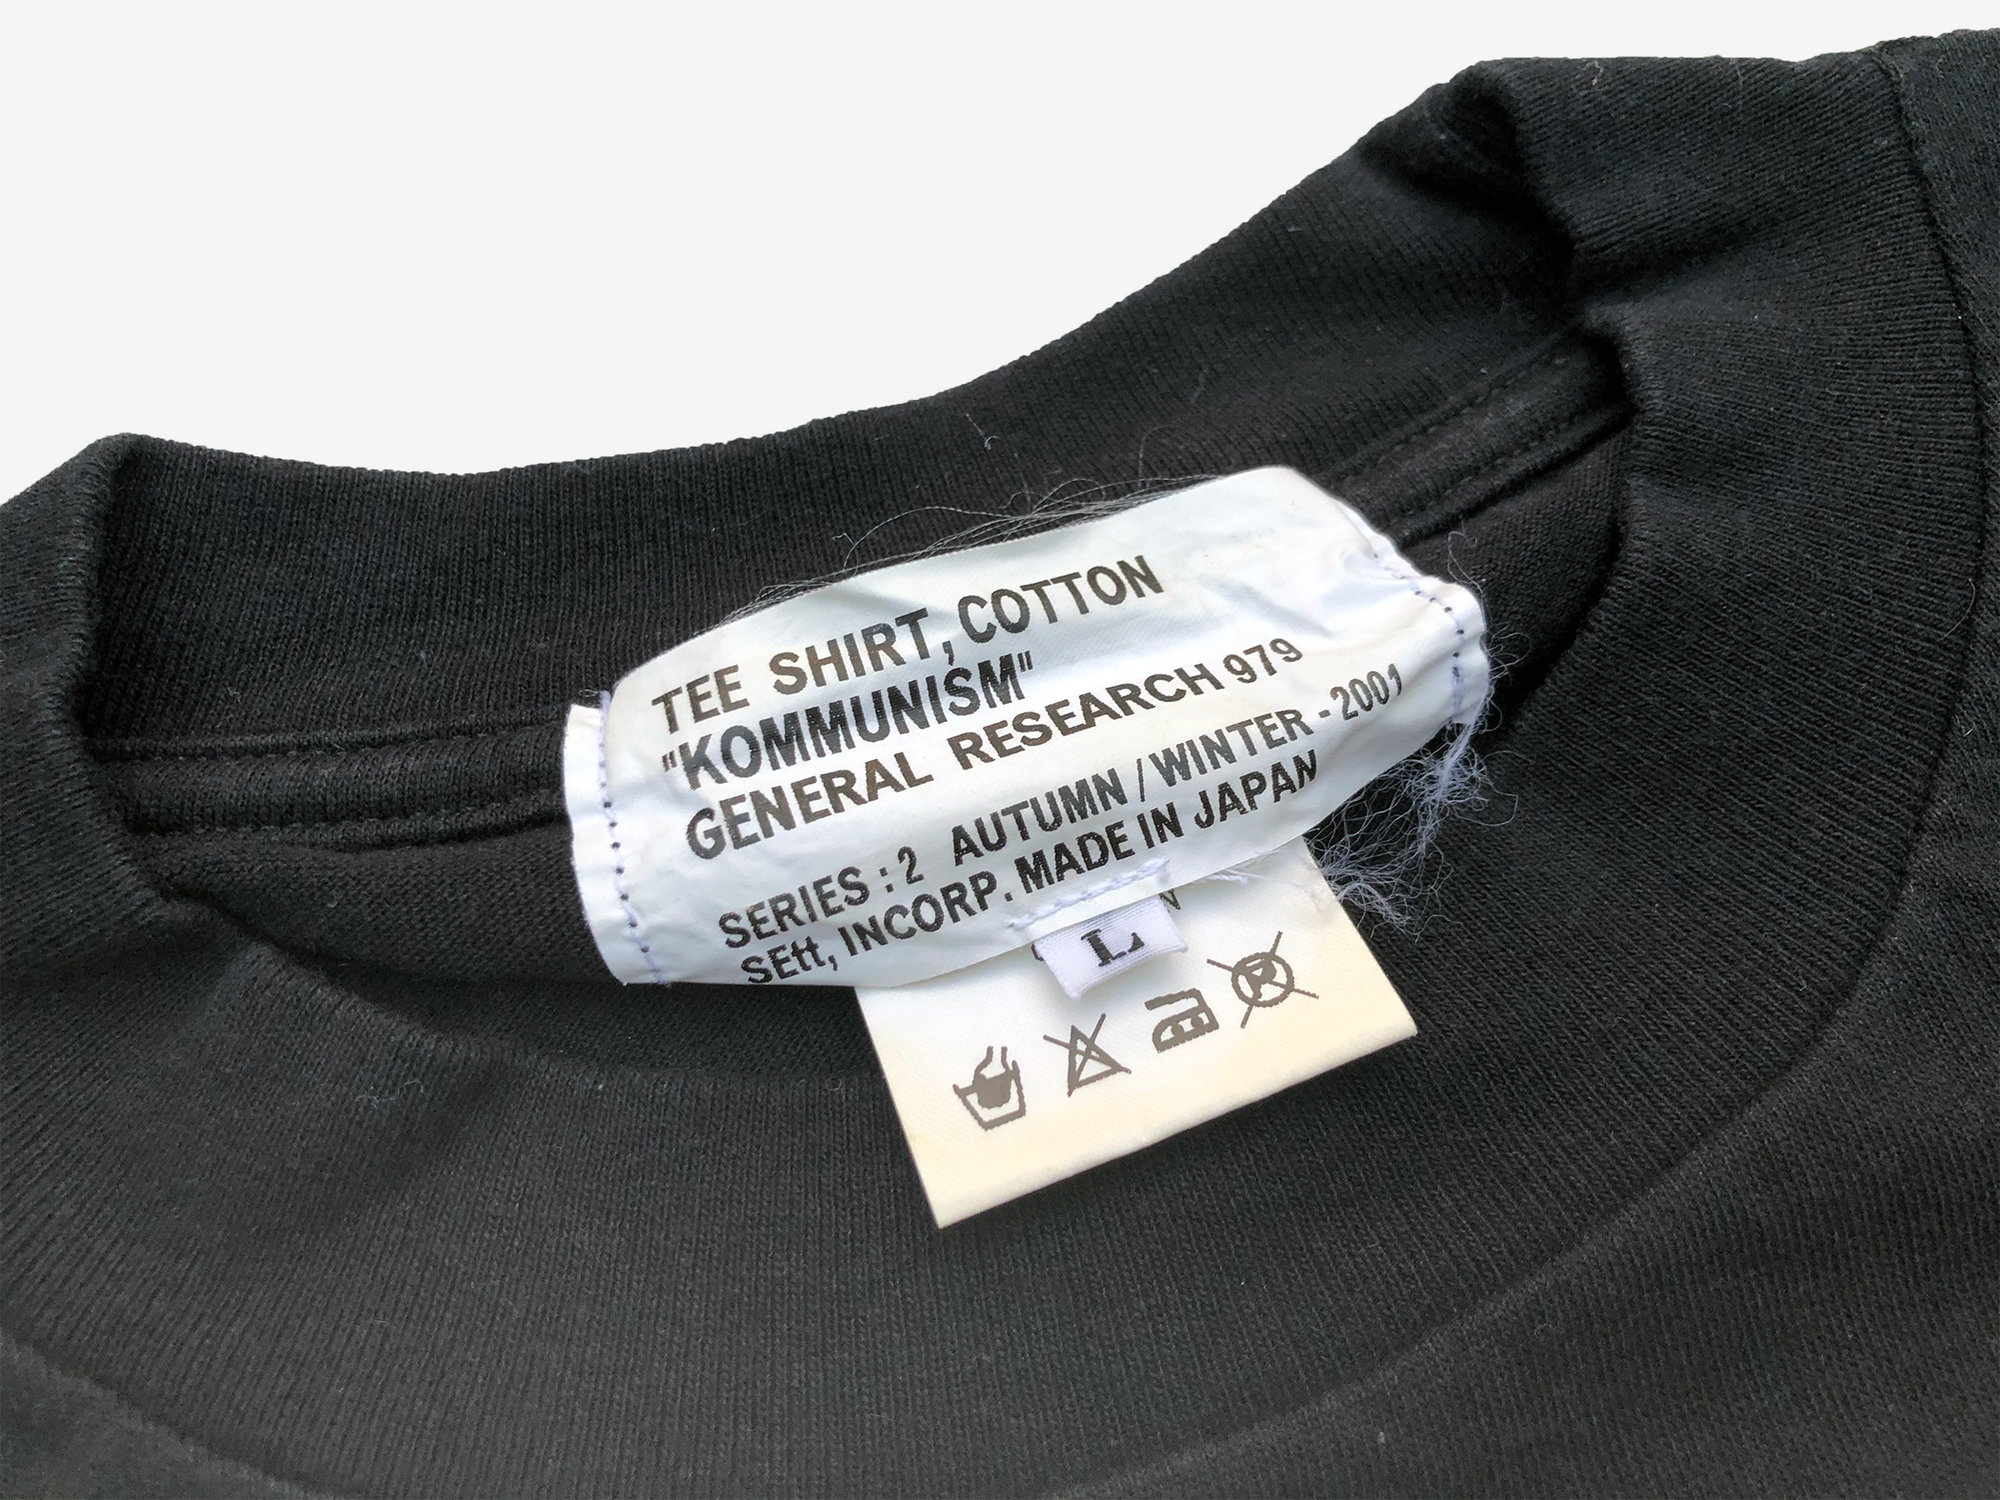 TEE SHIRT, COTTON
"KOMMUNISM"
GENERAL RESEARCH 979
SERIES : 2 AUTUMN / WINTER - 2001
SEtt, INCORP. MADE IN JAPAN
L